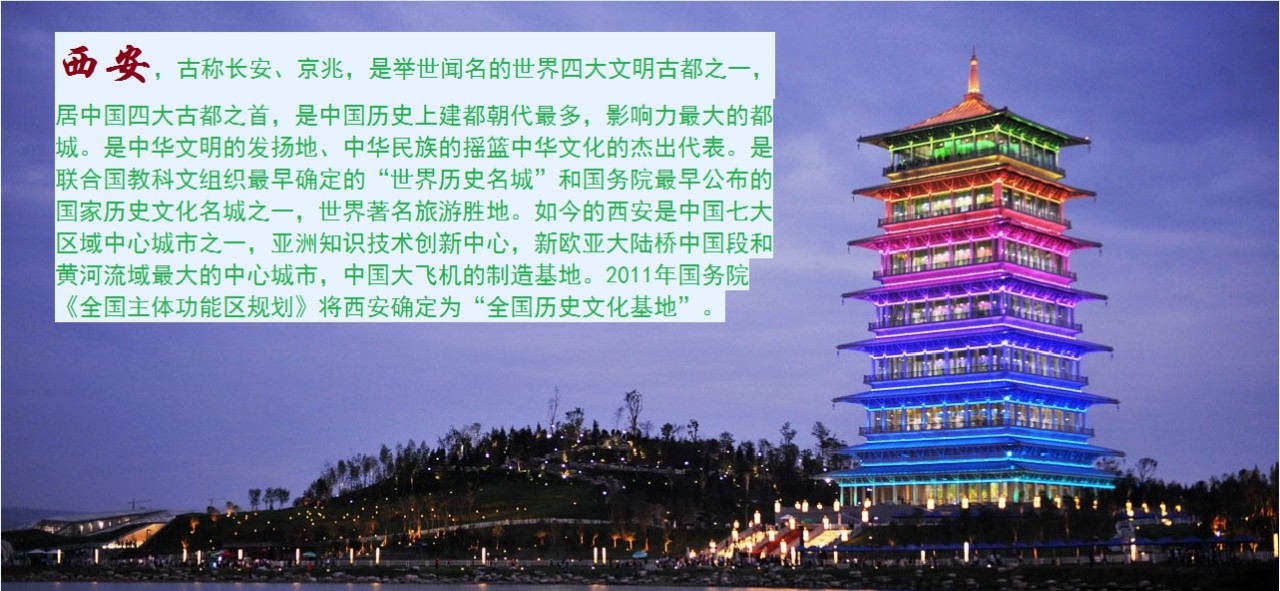 西安，古称长安、京兆，是举世闻名的世界四大文明古都之一，
居中国四大古都之首，是中国历史上建都朝代最多，影响力最大的都
城。是中华文明的发扬地、中华民族的摇篮中华文化的杰出代表。是
联合国教科文组织最早确定的“世界历史名城”和国务院最早公布的
国家历史文化名城之一，世界著名旅游胜地。如今的西安是中国七大
区域中心城市之一，亚洲知识技术创新中心，新欧亚大陆桥中国段和
黄河流域最大的中心城市，中国大飞机的制造基地。2011年国务院
《全国主体功能区规划》将西安确定为“全国历史文化基地”。